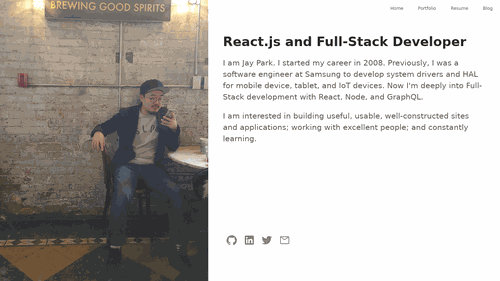 BREWING GOOD SPIRITS
Home Portfolio Resume Blog
React.js and Full-Stack Developer
I am Jay Park. I started my career in 2008. Previously, I was a
software engineer at Samsung to develop system drivers and HAL
for mobile device, tablet, and IoT devices. Now I'm deeply into Full-
Stack development with React, Node, and GraphQL.
I am interested in building useful, usable, well-constructed sites
and applications; working with excellent people; and constantly
learning.